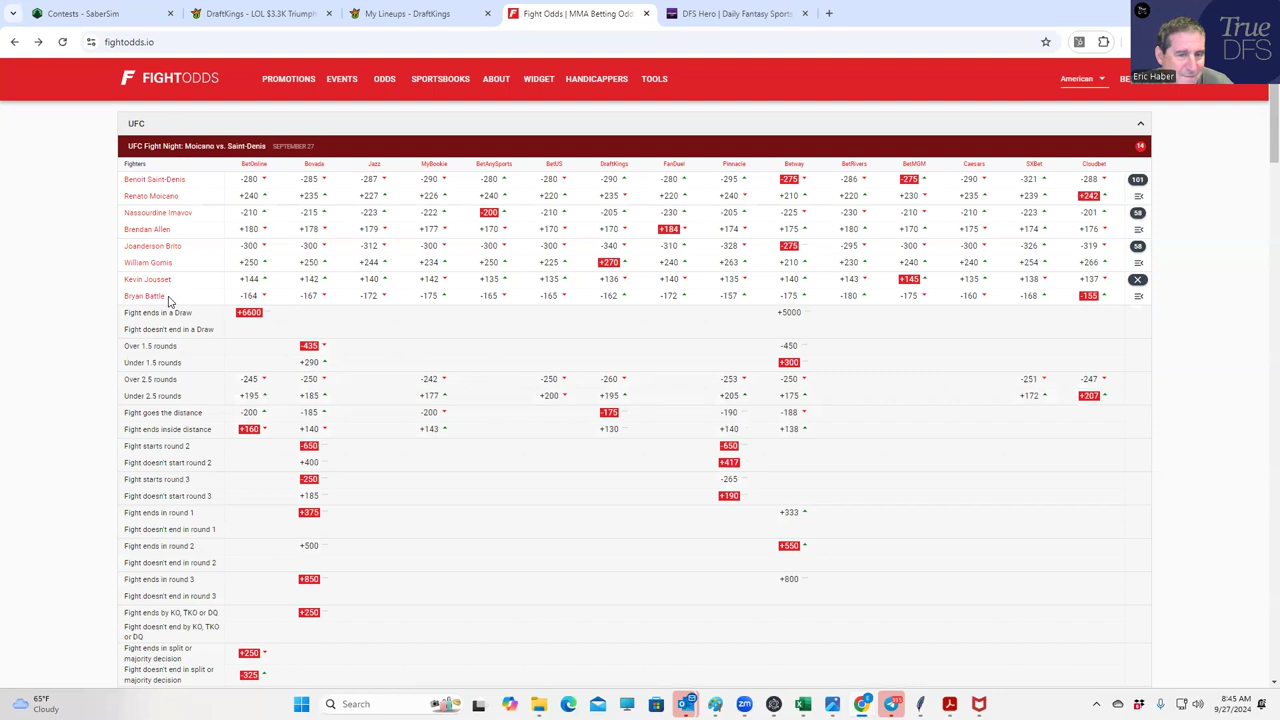 Contests - SaberSim
DraftKings - LOL $3.3K Triumph
My Lineups - DraftKings
Fight Odds | MMA Betting Odd
DFS Hero | Daily Fantasy Sports
fightodds.io
True
DFS
Eric Haber
FIGHTODDS
PROMOTIONS EVENTS ODDS SPORTSBOOKS ABOUT WIDGET HANDICAPPERS TOOLS
American
BE
UFC
UFC Fight Night: Moicano vs. Saint-Denis SEPTEMBER 27 14
Fighters BetOnline Bovada Jazz MyBookie BetAnySports BetUS DraftKings FanDuel Pinnacle Betway BetRivers BetMGM Caesars SXBet Cloudbet
Benoit Saint-Denis -280 -285 -287 -290 -280 -280 -290 -280 -295 -275 -286 -275 -290 -321 -288 101
Renato Moicano +240 +235 +227 +225 +240 +220 +235 +220 +240 +210 +220 +230 +235 +239 +242
Nassourdine Imavov -210 -215 -223 -222 -200 -210 -205 -230 -205 -225 -230 -210 -210 -223 -201 58
Brendan Allen +180 +178 +179 +177 +170 +170 +170 +184 +174 +175 +180 +170 +175 +174 +176
Joanderson Brito -300 -300 -312 -300 -300 -300 -340 -310 -328 -275 -295 -300 -300 -326 -319 58
William Gomis +250 +250 +244 +234 +250 +225 +270 +240 +263 +210 +230 +240 +240 +254 +266
Kevin Jousset +144 +142 +140 +142 +135 +135 +136 +140 +135 +140 +143 +145 +135 +138 +137
Bryan Battle -164 -167 -172 -175 -165 -165 -162 -172 -157 -175 -180 -175 -160 -168 -155
Fight ends in a Draw +6600 +5000
Fight doesn't end in a Draw
Over 1.5 rounds -435 -450
Under 1.5 rounds +290 +300
Over 2.5 rounds -245 -250 -242 -250 -260 -253 -250 -251 -247
Under 2.5 rounds +195 +185 +177 +200 +195 +205 +175 +172 +207
Fight goes the distance -200 -185 -200 -175 -190 -188
Fight ends inside distance +160 +140 +143 +130 +140 +138
Fight starts round 2 -650 -650
Fight doesn't start round 2 +400 +417
Fight starts round 3 -250 -265
Fight doesn't start round 3 +185 +190
Fight ends in round 1 +375 +333
Fight doesn't end in round 1
Fight ends in round 2 +500 +550
Fight doesn't end in round 2
Fight ends in round 3 +850 +800
Fight doesn't end in round 3
Fight ends by KO, TKO or DQ +250
Fight doesn't end by KO, TKO
or DQ
Fight ends in split or
majority decision +250
Fight doesn't end in split or
majority decision -325
65°F
Cloudy
Search
8:45 AM
9/27/2024